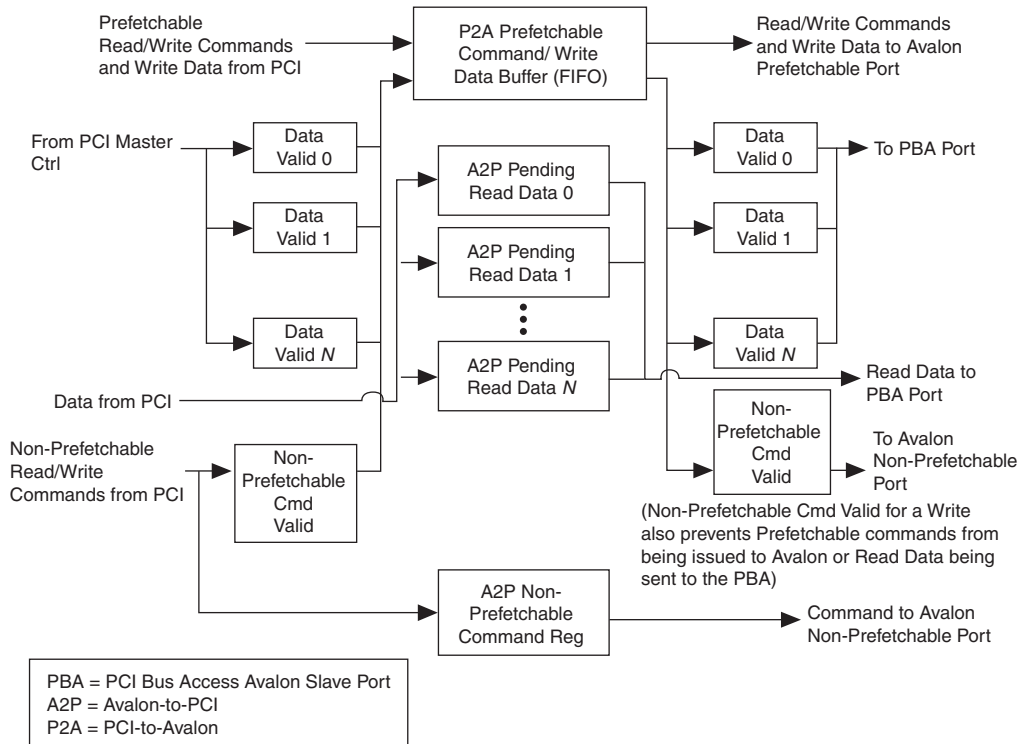 Prefetchable
Read/Write Commands
and Write Data from PCI
P2A Prefetchable
Command/ Write
Data Buffer (FIFO)
Read/Write Commands
and Write Data to Avalon
Prefetchable Port
From PCI Master
Ctrl
Data
Valid 0
Data
Valid 1
Data
Valid N
A2P Pending
Read Data 0
A2P Pending
Read Data 1
A2P Pending
Read Data N
Data
Valid 0
Data
Valid 1
Data
Valid N
To PBA Port
Read Data to
PBA Port
Data from PCI
Non-Prefetchable
Read/Write
Commands from PCI
Non-
Prefetchable
Cmd
Valid
Non-
Prefetchable
Cmd
Valid
To Avalon
Non-Prefetchable
Port
(Non-Prefetchable Cmd Valid for a Write
also prevents Prefetchable commands from
being issued to Avalon or Read Data being
sent to the PBA)
A2P Non-
Prefetchable
Command Reg
Command to Avalon
Non-Prefetchable Port
PBA = PCI Bus Access Avalon Slave Port
A2P = Avalon-to-PCI
P2A = PCI-to-Avalon